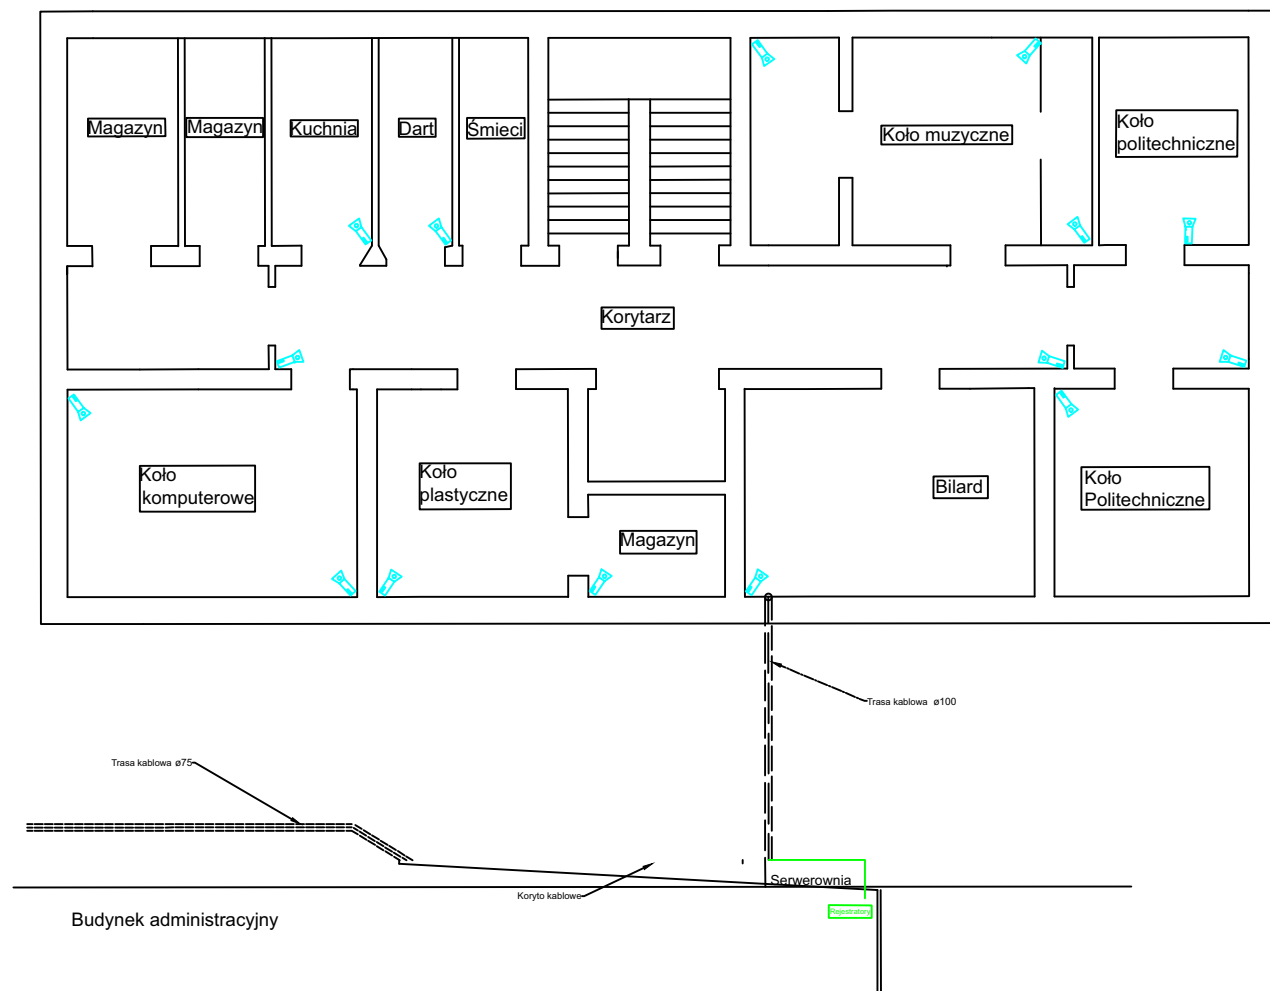 Magazyn
Magazyn
Kuchnia
Dart
Śmieci
Koło muzyczne
Koło
politechniczne
Korytarz
Koło
komputerowe
Koło
plastyczne
Magazyn
Bilard
Koło
Politechniczne
Trasa kablowa ø100
Trasa kablowa ø75
Koryto kablowe
Serwerownia
Rejestratory
Budynek administracyjny